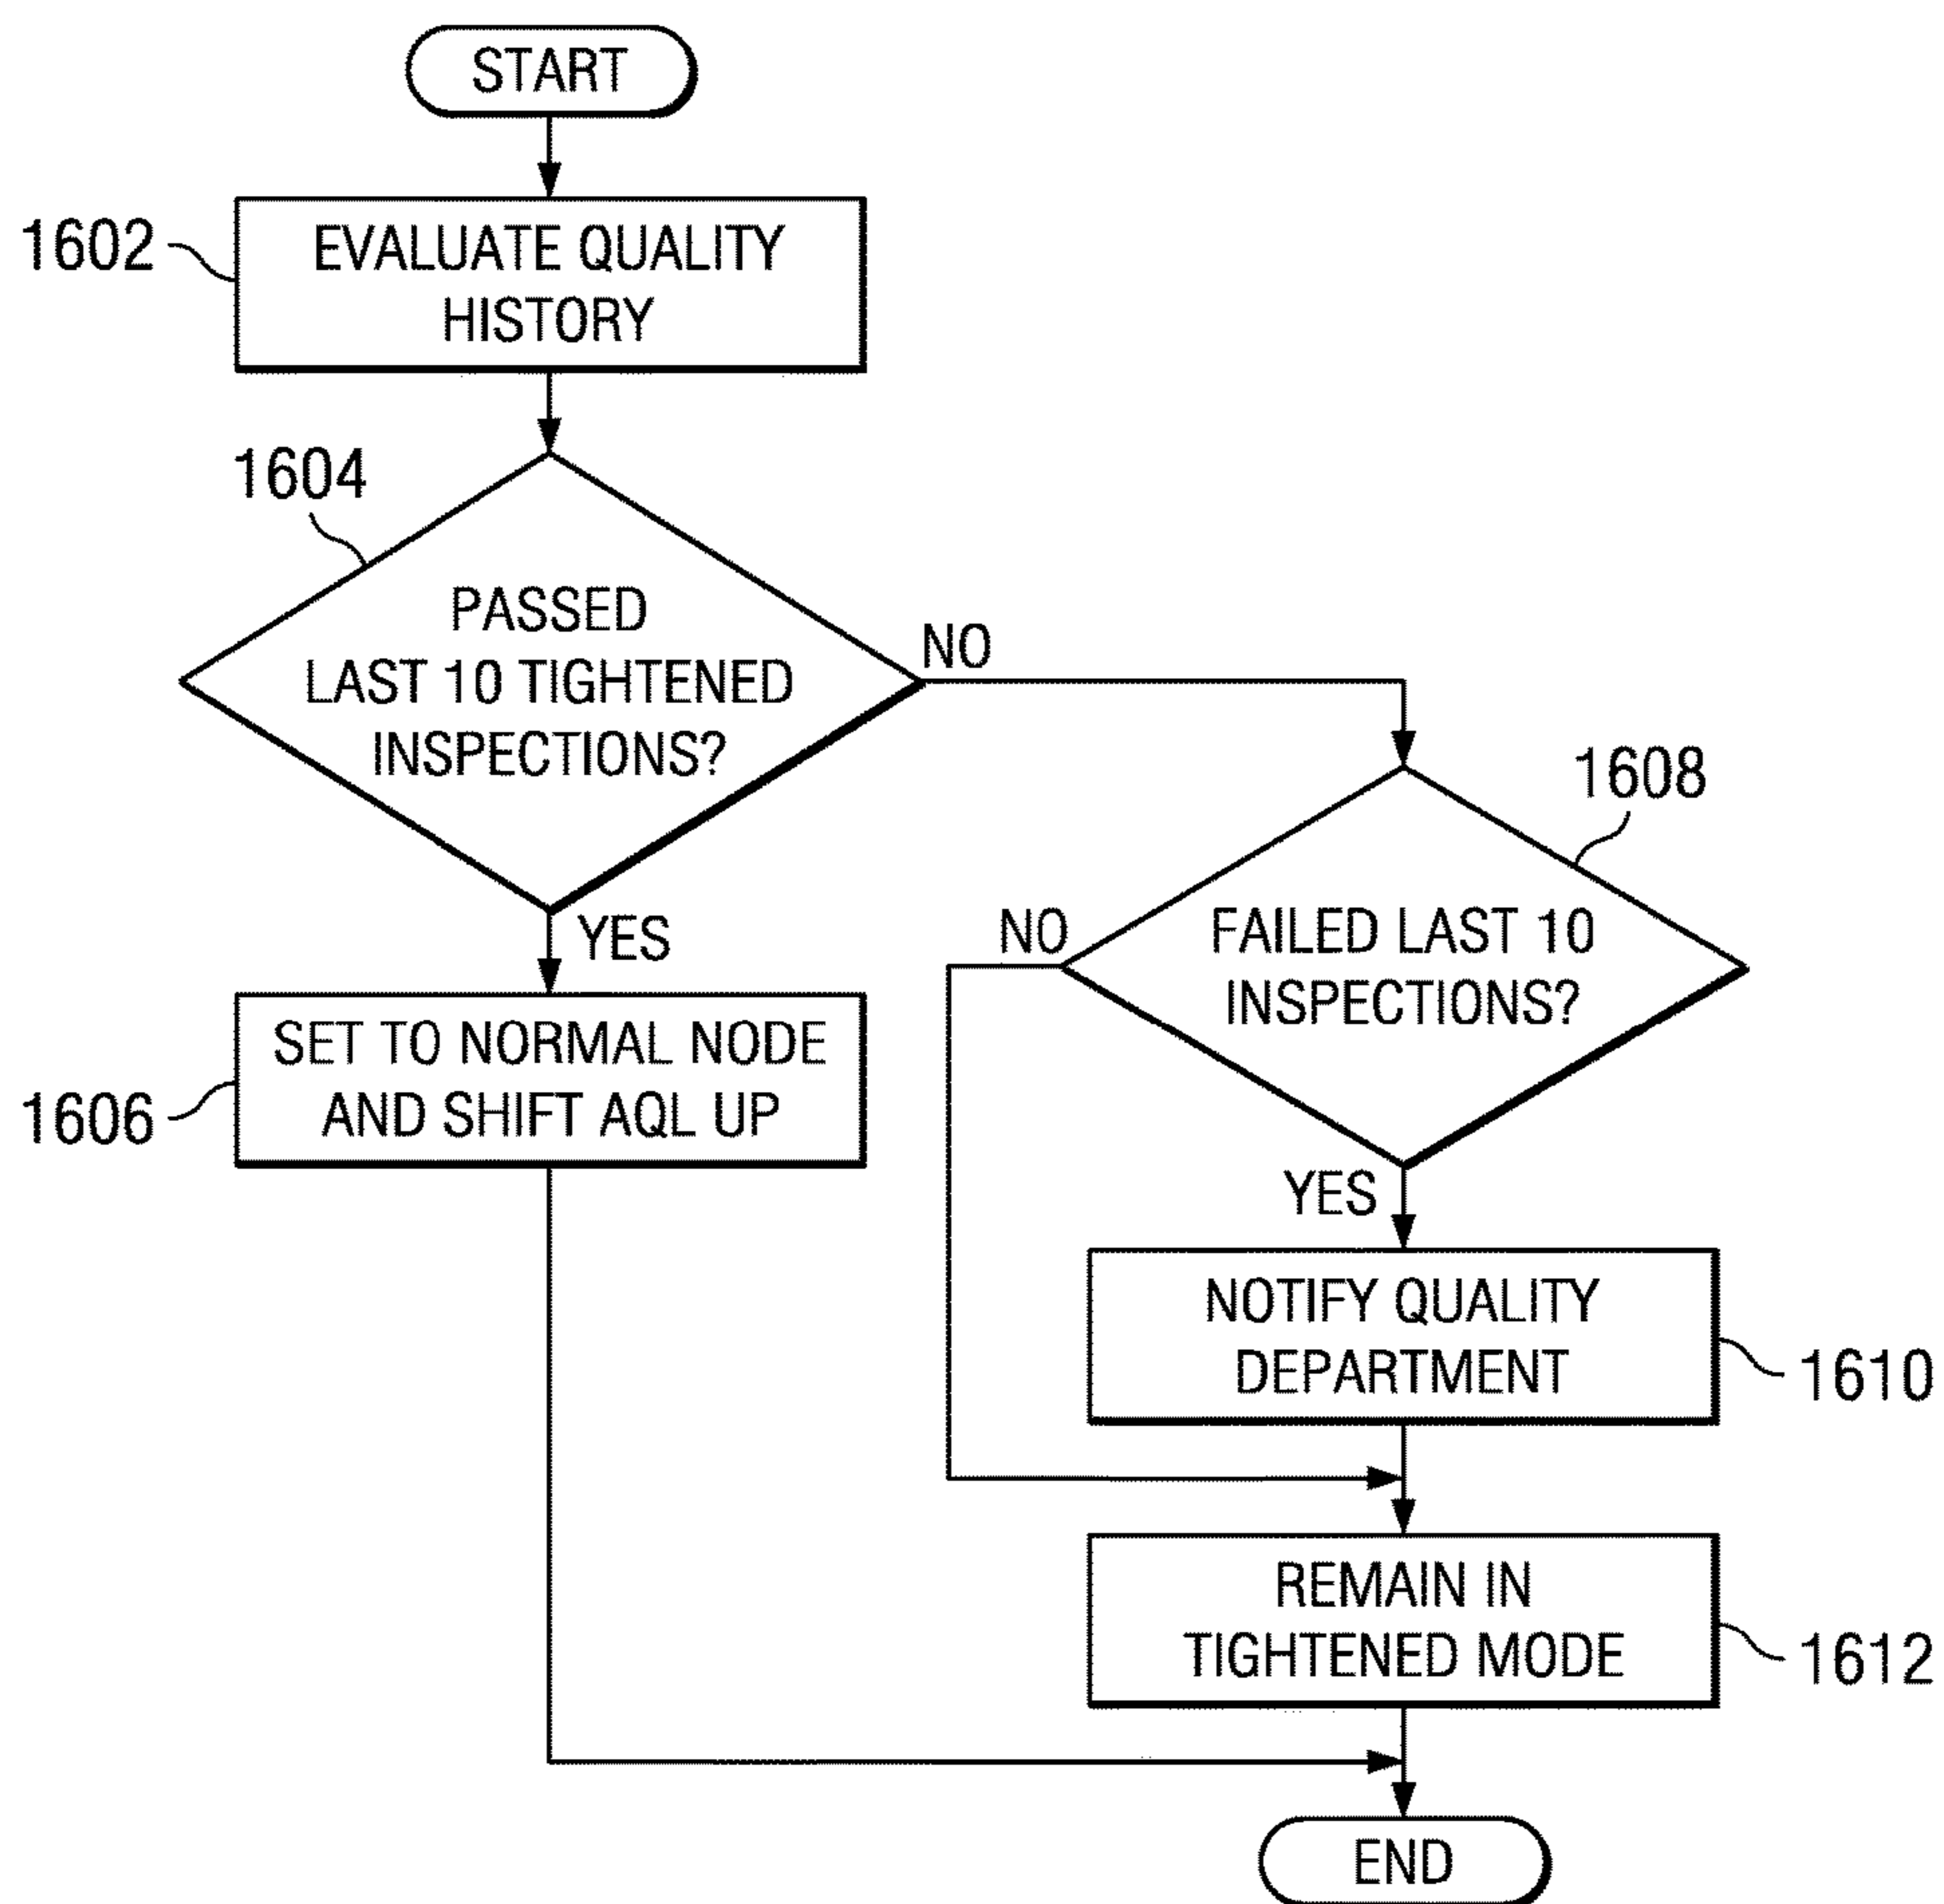 START
1602
EVALUATE QUALITY
HISTORY
1604
PASSED
LAST 10 TIGHTENED
INSPECTIONS?
NO
YES
1606
SET TO NORMAL NODE
AND SHIFT AQL UP
1608
FAILED LAST 10
INSPECTIONS?
NO
YES
NOTIFY QUALITY
DEPARTMENT
1610
REMAIN IN
TIGHTENED MODE
1612
END